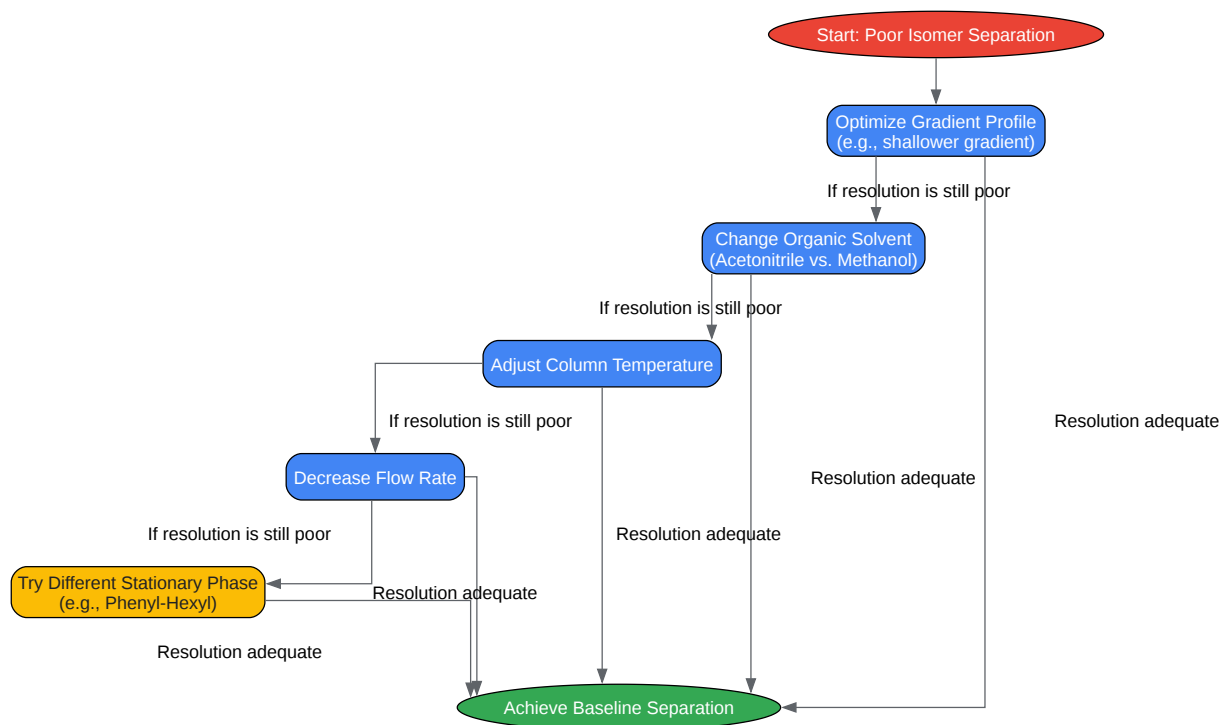 Start: Poor Isomer Separation
Optimize Gradient Profile
(e.g., shallower gradient)
If resolution is still poor
Change Organic Solvent
(Acetonitrile vs. Methanol)
If resolution is still poor
Adjust Column Temperature
If resolution is still poor
Resolution adequate
Decrease Flow Rate
Resolution adequate
If resolution is still poor
Resolution adequate
Try Different Stationary Phase
(e.g., Phenyl-Hexyl)
Resolution adequate
Resolution adequate
Achieve Baseline Separation